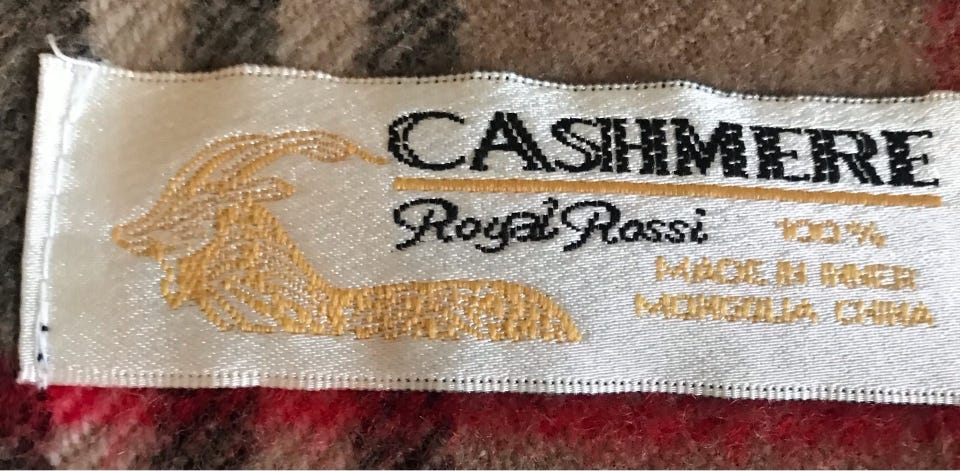 CASHMERE
Royal Rossi
100%
MADE IN INNER
MONGOLIA CHINA